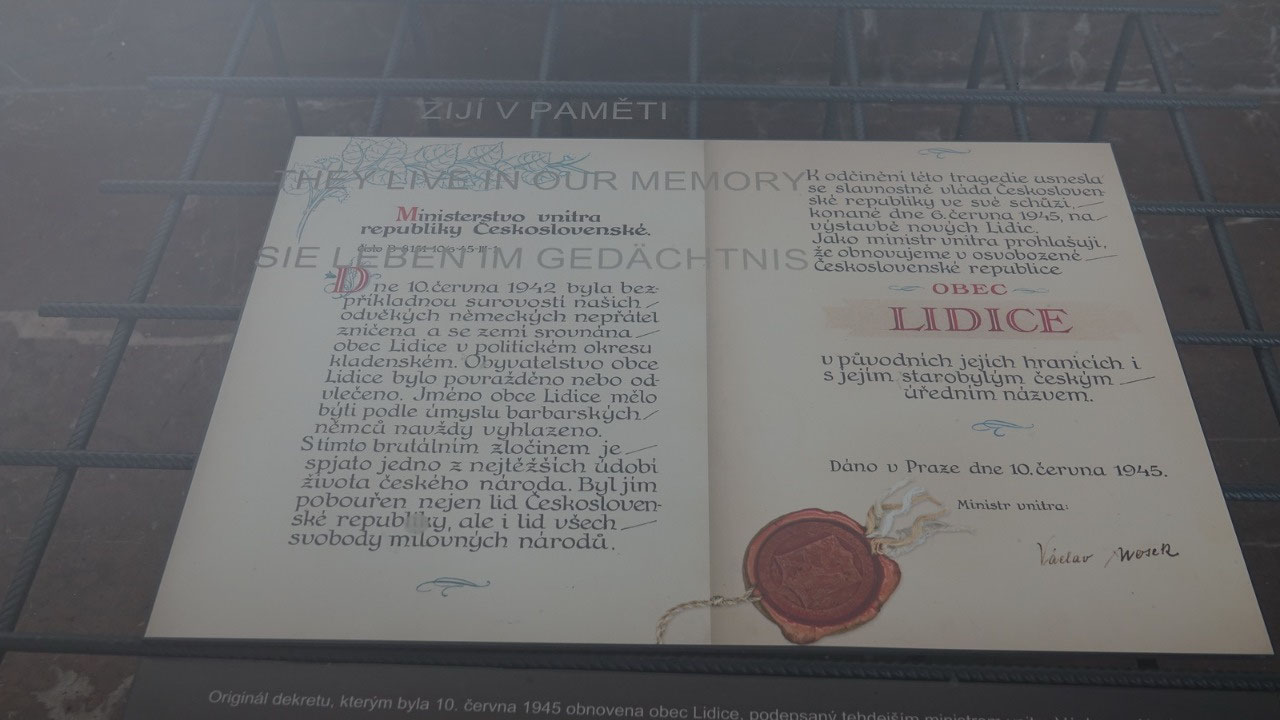 ŽIJÍ V PAMĚTI
THEY LIVE IN OUR MEMORY
SIE LEBEN IM GEDÄCHTNIS
Ministerstvo vnitra
republiky Československé.
Dne 10. června 1942 byla bez-
příkladnou surovostí našich
odvěkých německých nepřátel
zničena a se zemí srovnána
obec Lidice v politickém okresu
kladenském. Obyvatelstvo obce
Lidice bylo povražděno nebo od-
vlečeno. Jméno obce Lidice mělo
býti podle úmyslu barbarských
němců navždy vyhlazeno.
S tímto brutálním zločinem je
spjato jedno z nejtěžších údobí
života českého národa. Byl jím
pobouřen nejen lid Českosloven-
ské republiky, ale i lid všech
svobody milovných národů.
K odčinění této tragedie usnesla
se slavnostně vláda Českosloven-
ské republiky ve své schůzi,
konané dne 6. června 1945, na
výstavbě nových Lidic.
Jako ministr vnitra prohlašuji,
že obnovujeme v osvobozené
Československé republice
OBEC
LIDICE
v původních jejích hranicích i
s jejím starobylým českým
úředním názvem.
Dáno v Praze dne 10. června 1945.
Ministr vnitra:
Václav Nosek
Originál dekretu, kterým byla 10. června 1945 obnovena obec Lidice, podepsaný tehdejším ministrem